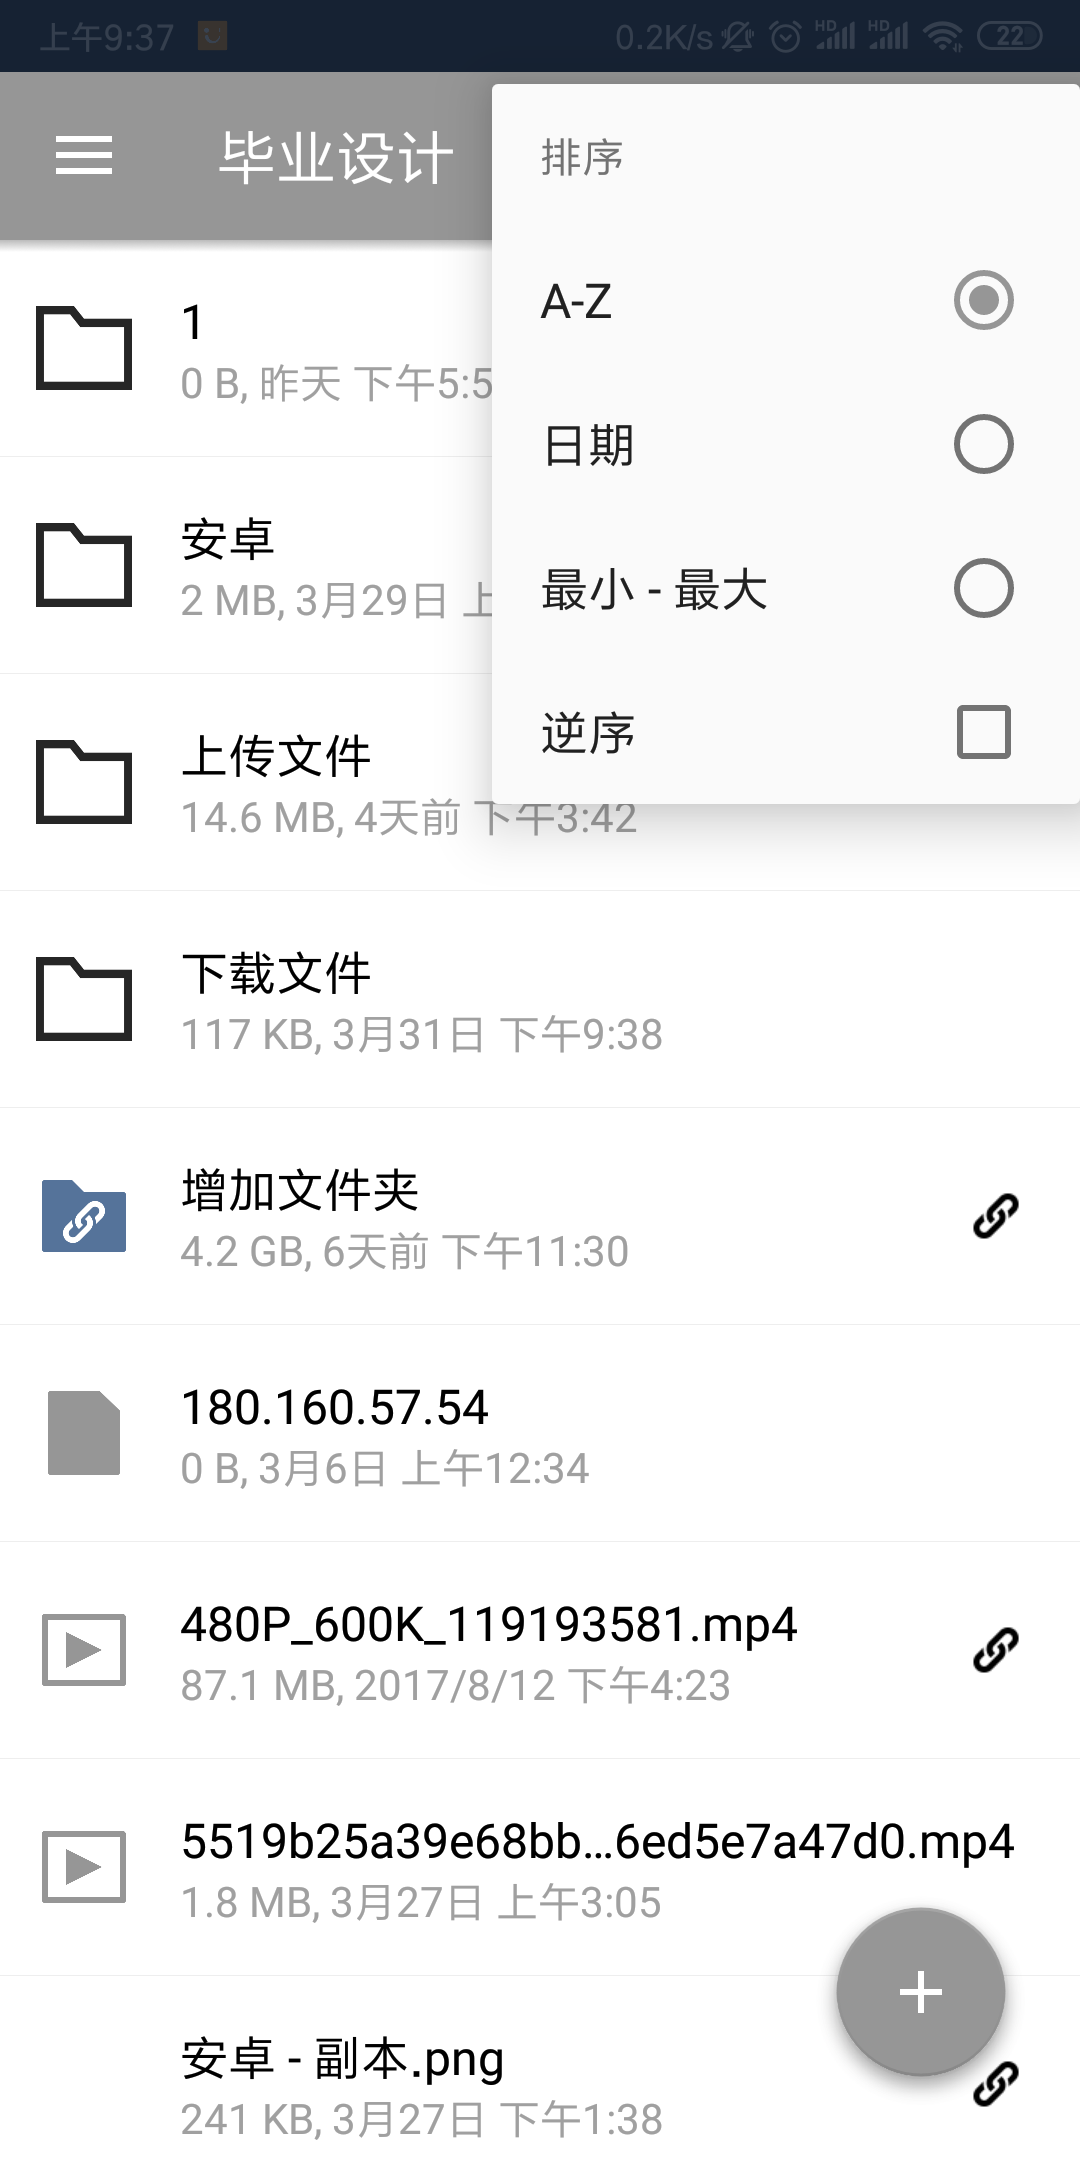 上午9:37 0.2K/s HD HD 22
毕业设计
排序
A-Z
日期
最小 - 最大
逆序
1
0 B, 昨天 下午5:5
安卓
2 MB, 3月29日 上
上传文件
14.6 MB, 4天前 下午3:42
下载文件
117 KB, 3月31日 下午9:38
增加文件夹
4.2 GB, 6天前 下午11:30
180.160.57.54
0 B, 3月6日 上午12:34
480P_600K_119193581.mp4
87.1 MB, 2017/8/12 下午4:23
5519b25a39e68bb...6ed5e7a47d0.mp4
1.8 MB, 3月27日 上午3:05
安卓 - 副本.png
241 KB, 3月27日 下午1:38